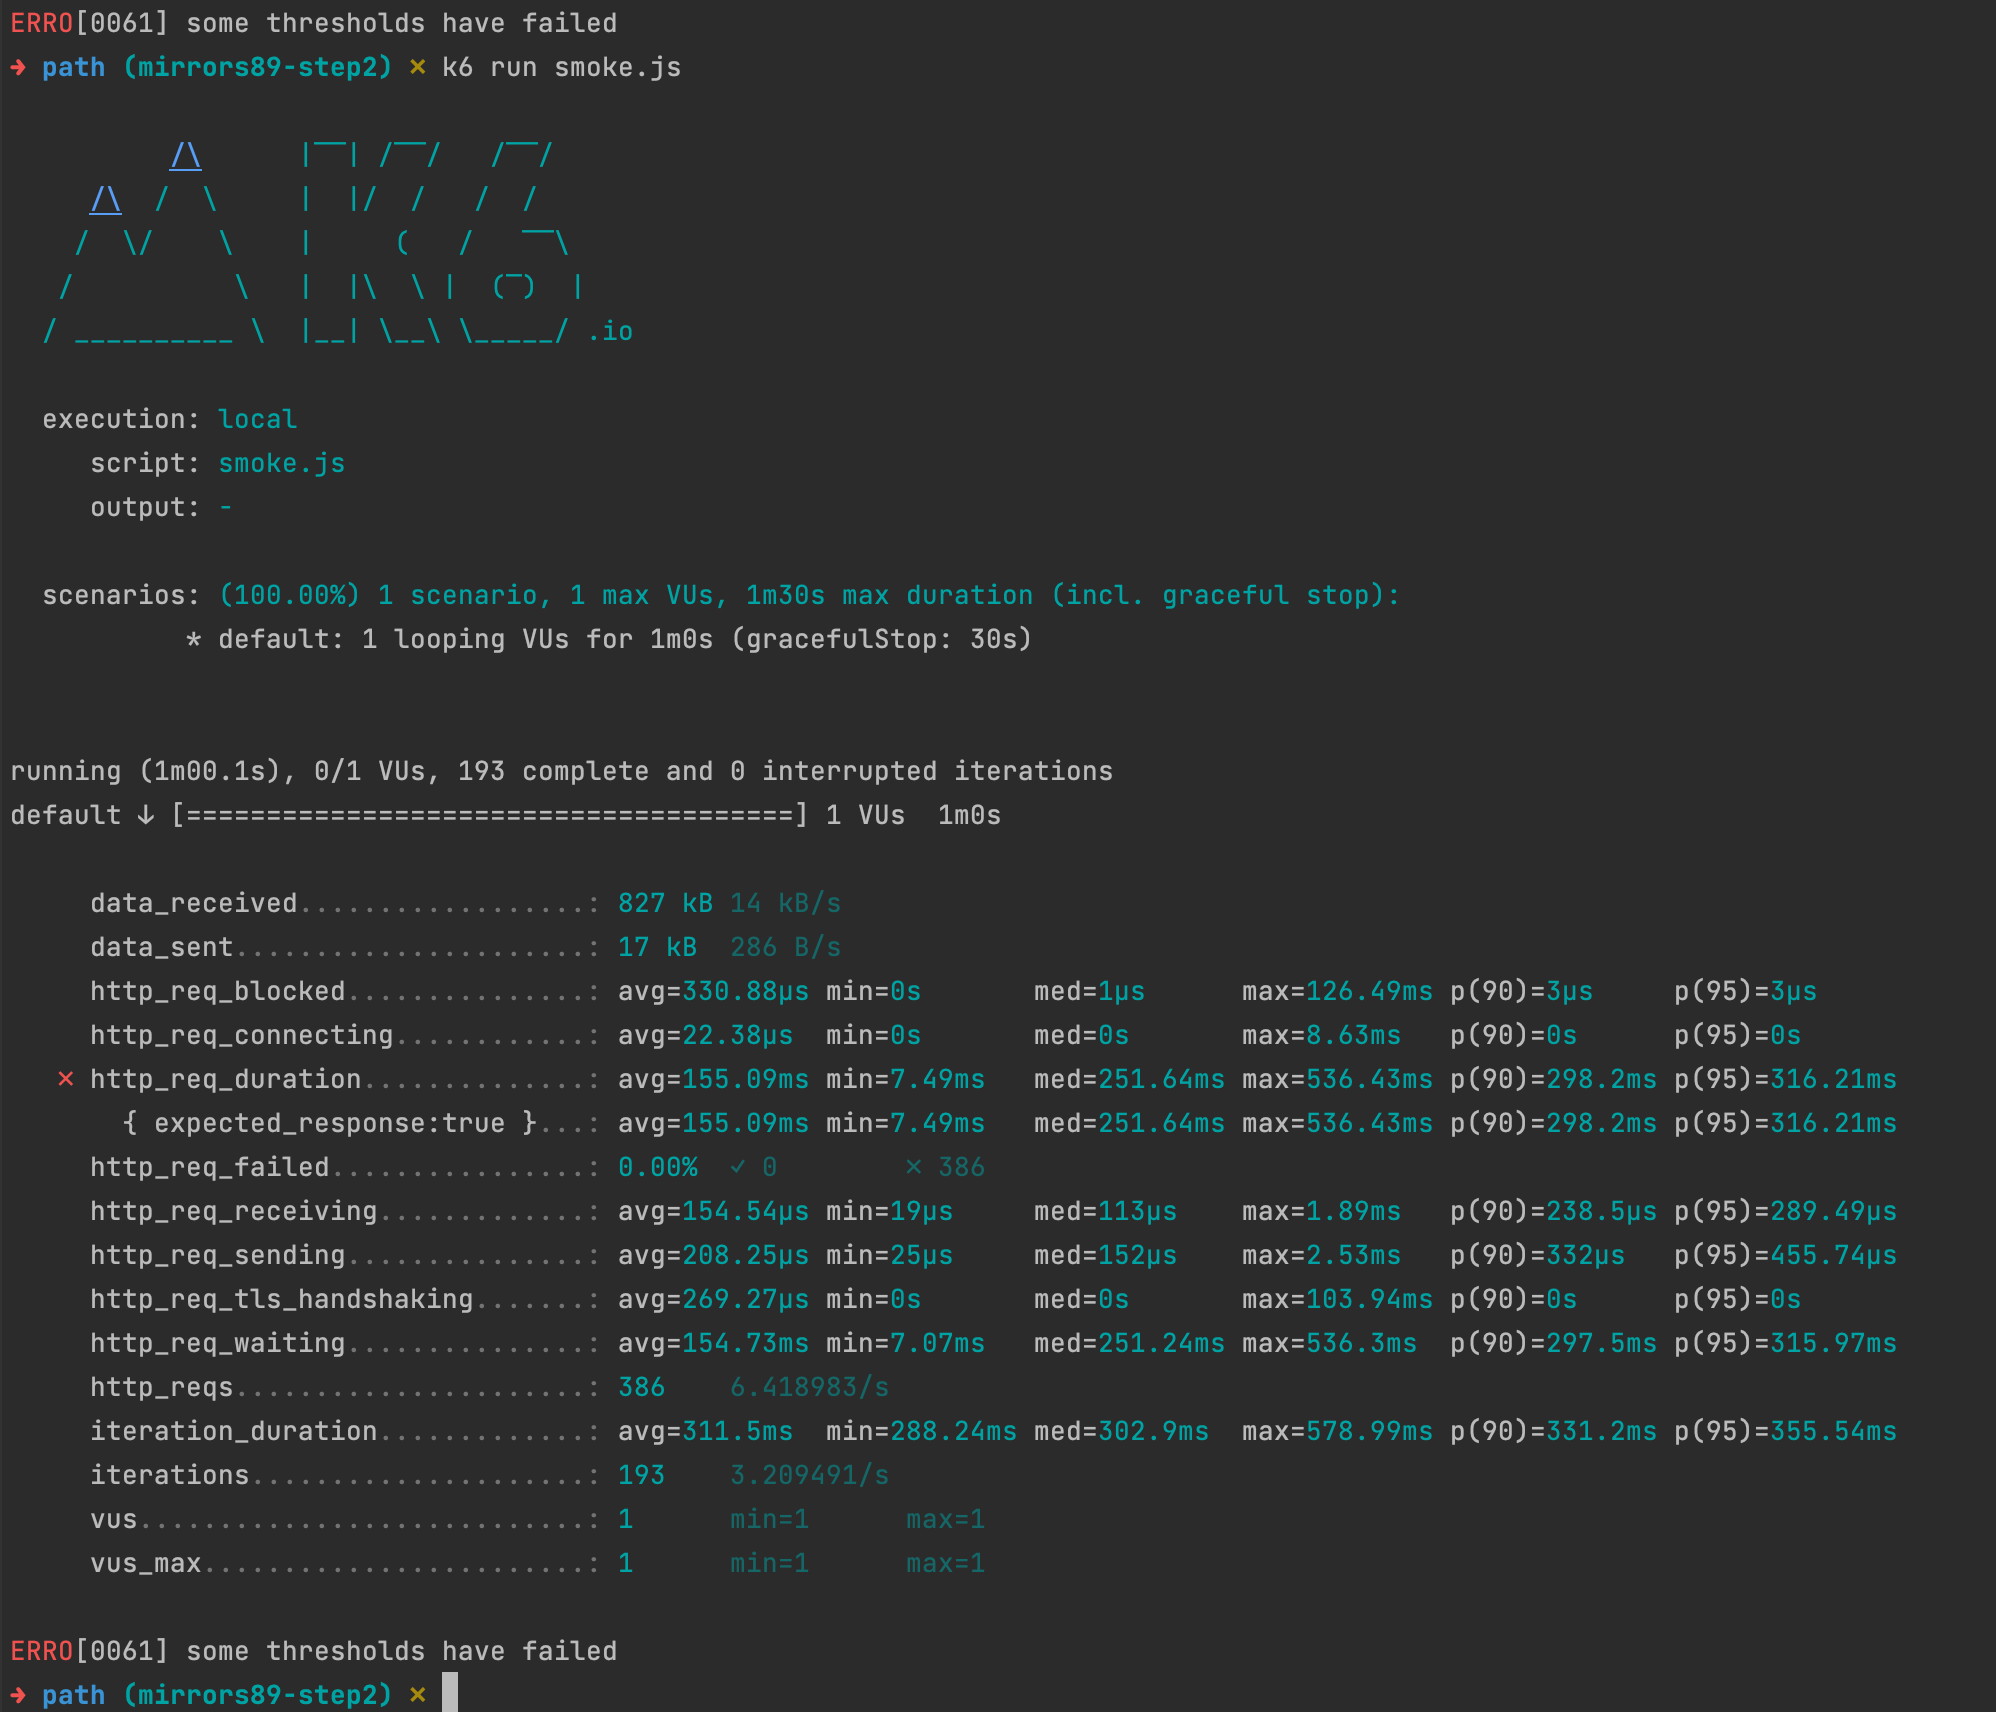 ERRO[0061] some thresholds have failed
→ path (mirrors89-step2) × k6 run smoke.js
          /\      |‾‾| /‾‾/   /‾‾/
     /\  /  \     |  |/  /   /  /
    /  \/    \    |     (   /   ‾‾\
   /          \   |  |\  \ |  (‾)  |
  / __________ \  |__| \__\ \_____/ .io
execution: local
script: smoke.js
output: -
scenarios: (100.00%) 1 scenario, 1 max VUs, 1m30s max duration (incl. graceful stop):
* default: 1 looping VUs for 1m0s (gracefulStop: 30s)
running (1m00.1s), 0/1 VUs, 193 complete and 0 interrupted iterations
default ↓ [======================================] 1 VUs  1m0s
data_received..................: 827 kB 14 kB/s
data_sent......................: 17 kB  286 B/s
http_req_blocked...............: avg=330.88µs min=0s       med=1µs      max=126.49ms p(90)=3µs     p(95)=3µs
http_req_connecting............: avg=22.38µs  min=0s       med=0s       max=8.63ms   p(90)=0s      p(95)=0s
× http_req_duration..............: avg=155.09ms min=7.49ms   med=251.64ms max=536.43ms p(90)=298.2ms p(95)=316.21ms
{ expected_response:true }...: avg=155.09ms min=7.49ms   med=251.64ms max=536.43ms p(90)=298.2ms p(95)=316.21ms
http_req_failed................: 0.00%  ✓ 0        × 386
http_req_receiving.............: avg=154.54µs min=19µs     med=113µs    max=1.89ms   p(90)=238.5µs p(95)=289.49µs
http_req_sending...............: avg=208.25µs min=25µs     med=152µs    max=2.53ms   p(90)=332µs   p(95)=455.74µs
http_req_tls_handshaking.......: avg=269.27µs min=0s       med=0s       max=103.94ms p(90)=0s      p(95)=0s
http_req_waiting...............: avg=154.73ms min=7.07ms   med=251.24ms max=536.3ms  p(90)=297.5ms p(95)=315.97ms
http_reqs......................: 386    6.418983/s
iteration_duration.............: avg=311.5ms  min=288.24ms med=302.9ms  max=578.99ms p(90)=331.2ms p(95)=355.54ms
iterations.....................: 193    3.209491/s
vus............................: 1      min=1      max=1
vus_max........................: 1      min=1      max=1
ERRO[0061] some thresholds have failed
→ path (mirrors89-step2) ×